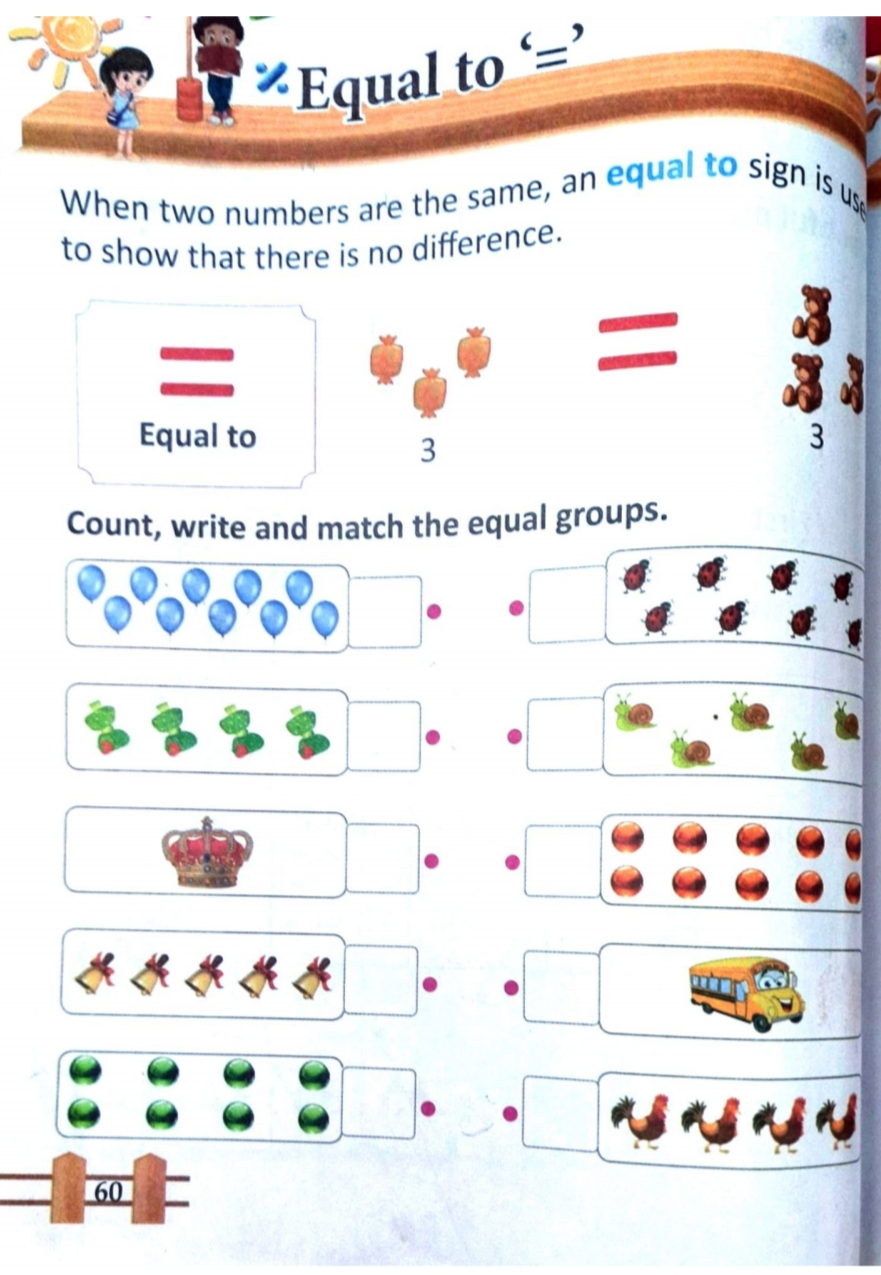 Equal to ‘=’
When two numbers are the same, an equal to sign is
to show that there is no difference.
=
=
Equal to
3
3
Count, write and match the equal groups.
60